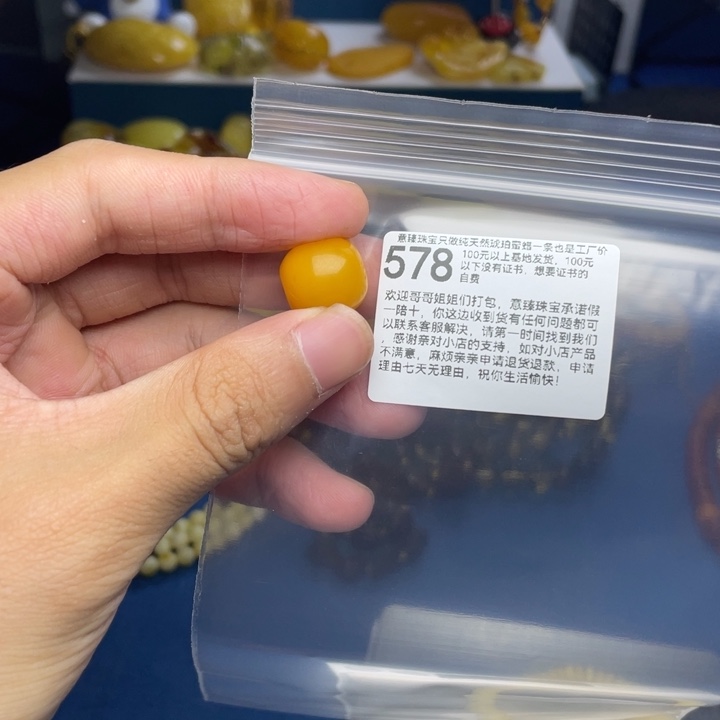 意臻珠宝只做纯天然琥珀蜜蜡一条也是工厂价
578
100元以上基地发货，100元
以下没有证书，想要证书的
自费
欢迎哥哥姐姐们打包，意臻珠宝承诺假
一赔十，你这边收到货有任何问题都可
以联系客服解决，请第一时间找到我们
，感谢亲对小店的支持，如对小店产品
不满意，麻烦亲亲申请退货退款，申请
理由七天无理由，祝你生活愉快！